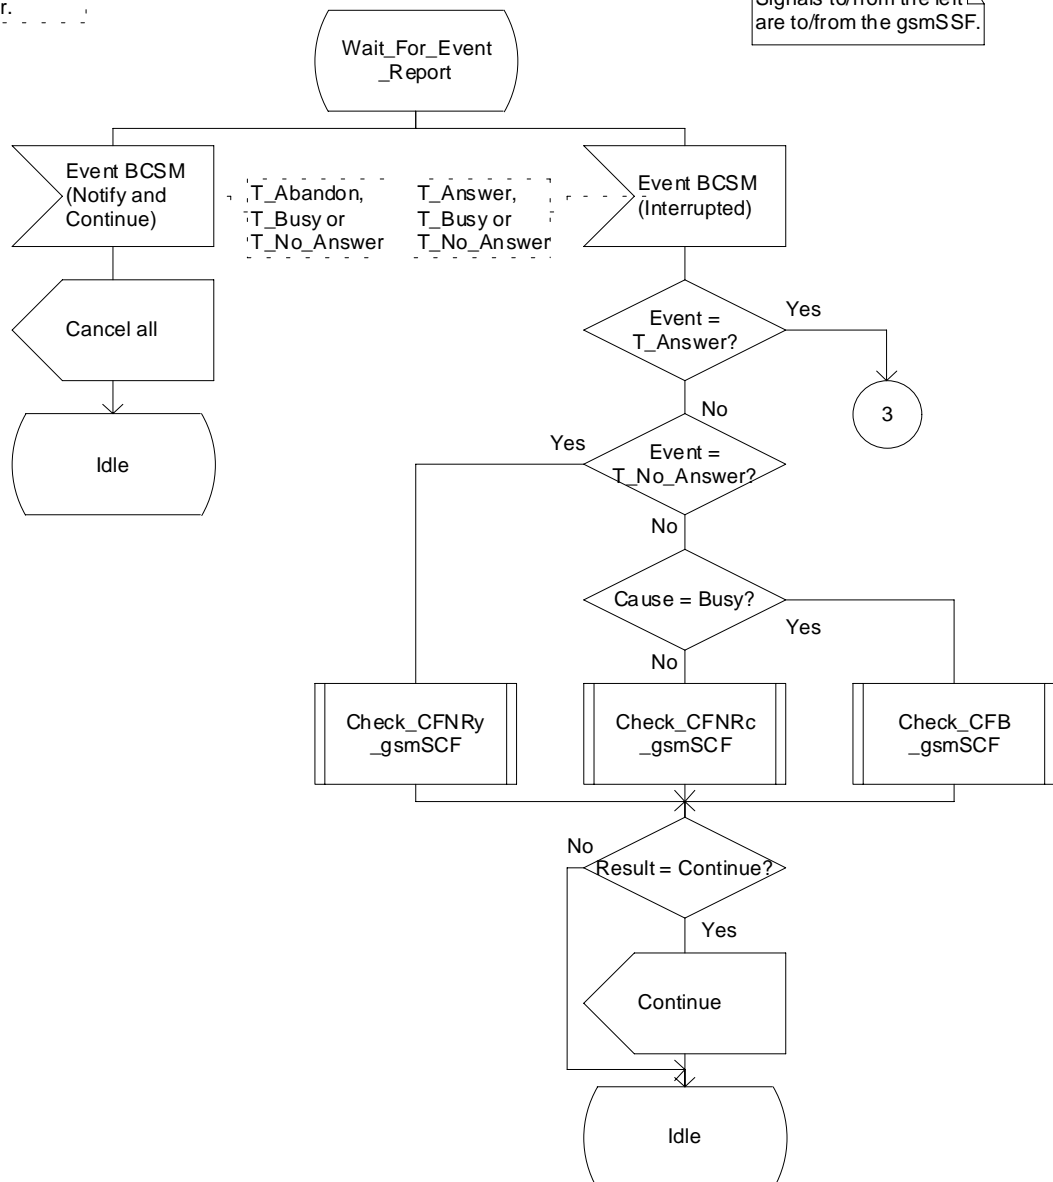 r.
Signals to/from the left
are to/from the gsmSSF.
Wait_For_Event
_Report
Event BCSM
(Notify and
Continue)
T_Abandon,
T_Busy or
T_No_Answer
T_Answer,
T_Busy or
T_No_Answer
Event BCSM
(Interrupted)
Cancel all
Idle
Event =
T_Answer?
Yes
3
No
Event =
T_No_Answer?
Yes
No
Cause = Busy?
Yes
No
Check_CFNRy
_gsmSCF
Check_CFNRc
_gsmSCF
Check_CFB
_gsmSCF
No
Result = Continue?
Yes
Continue
Idle